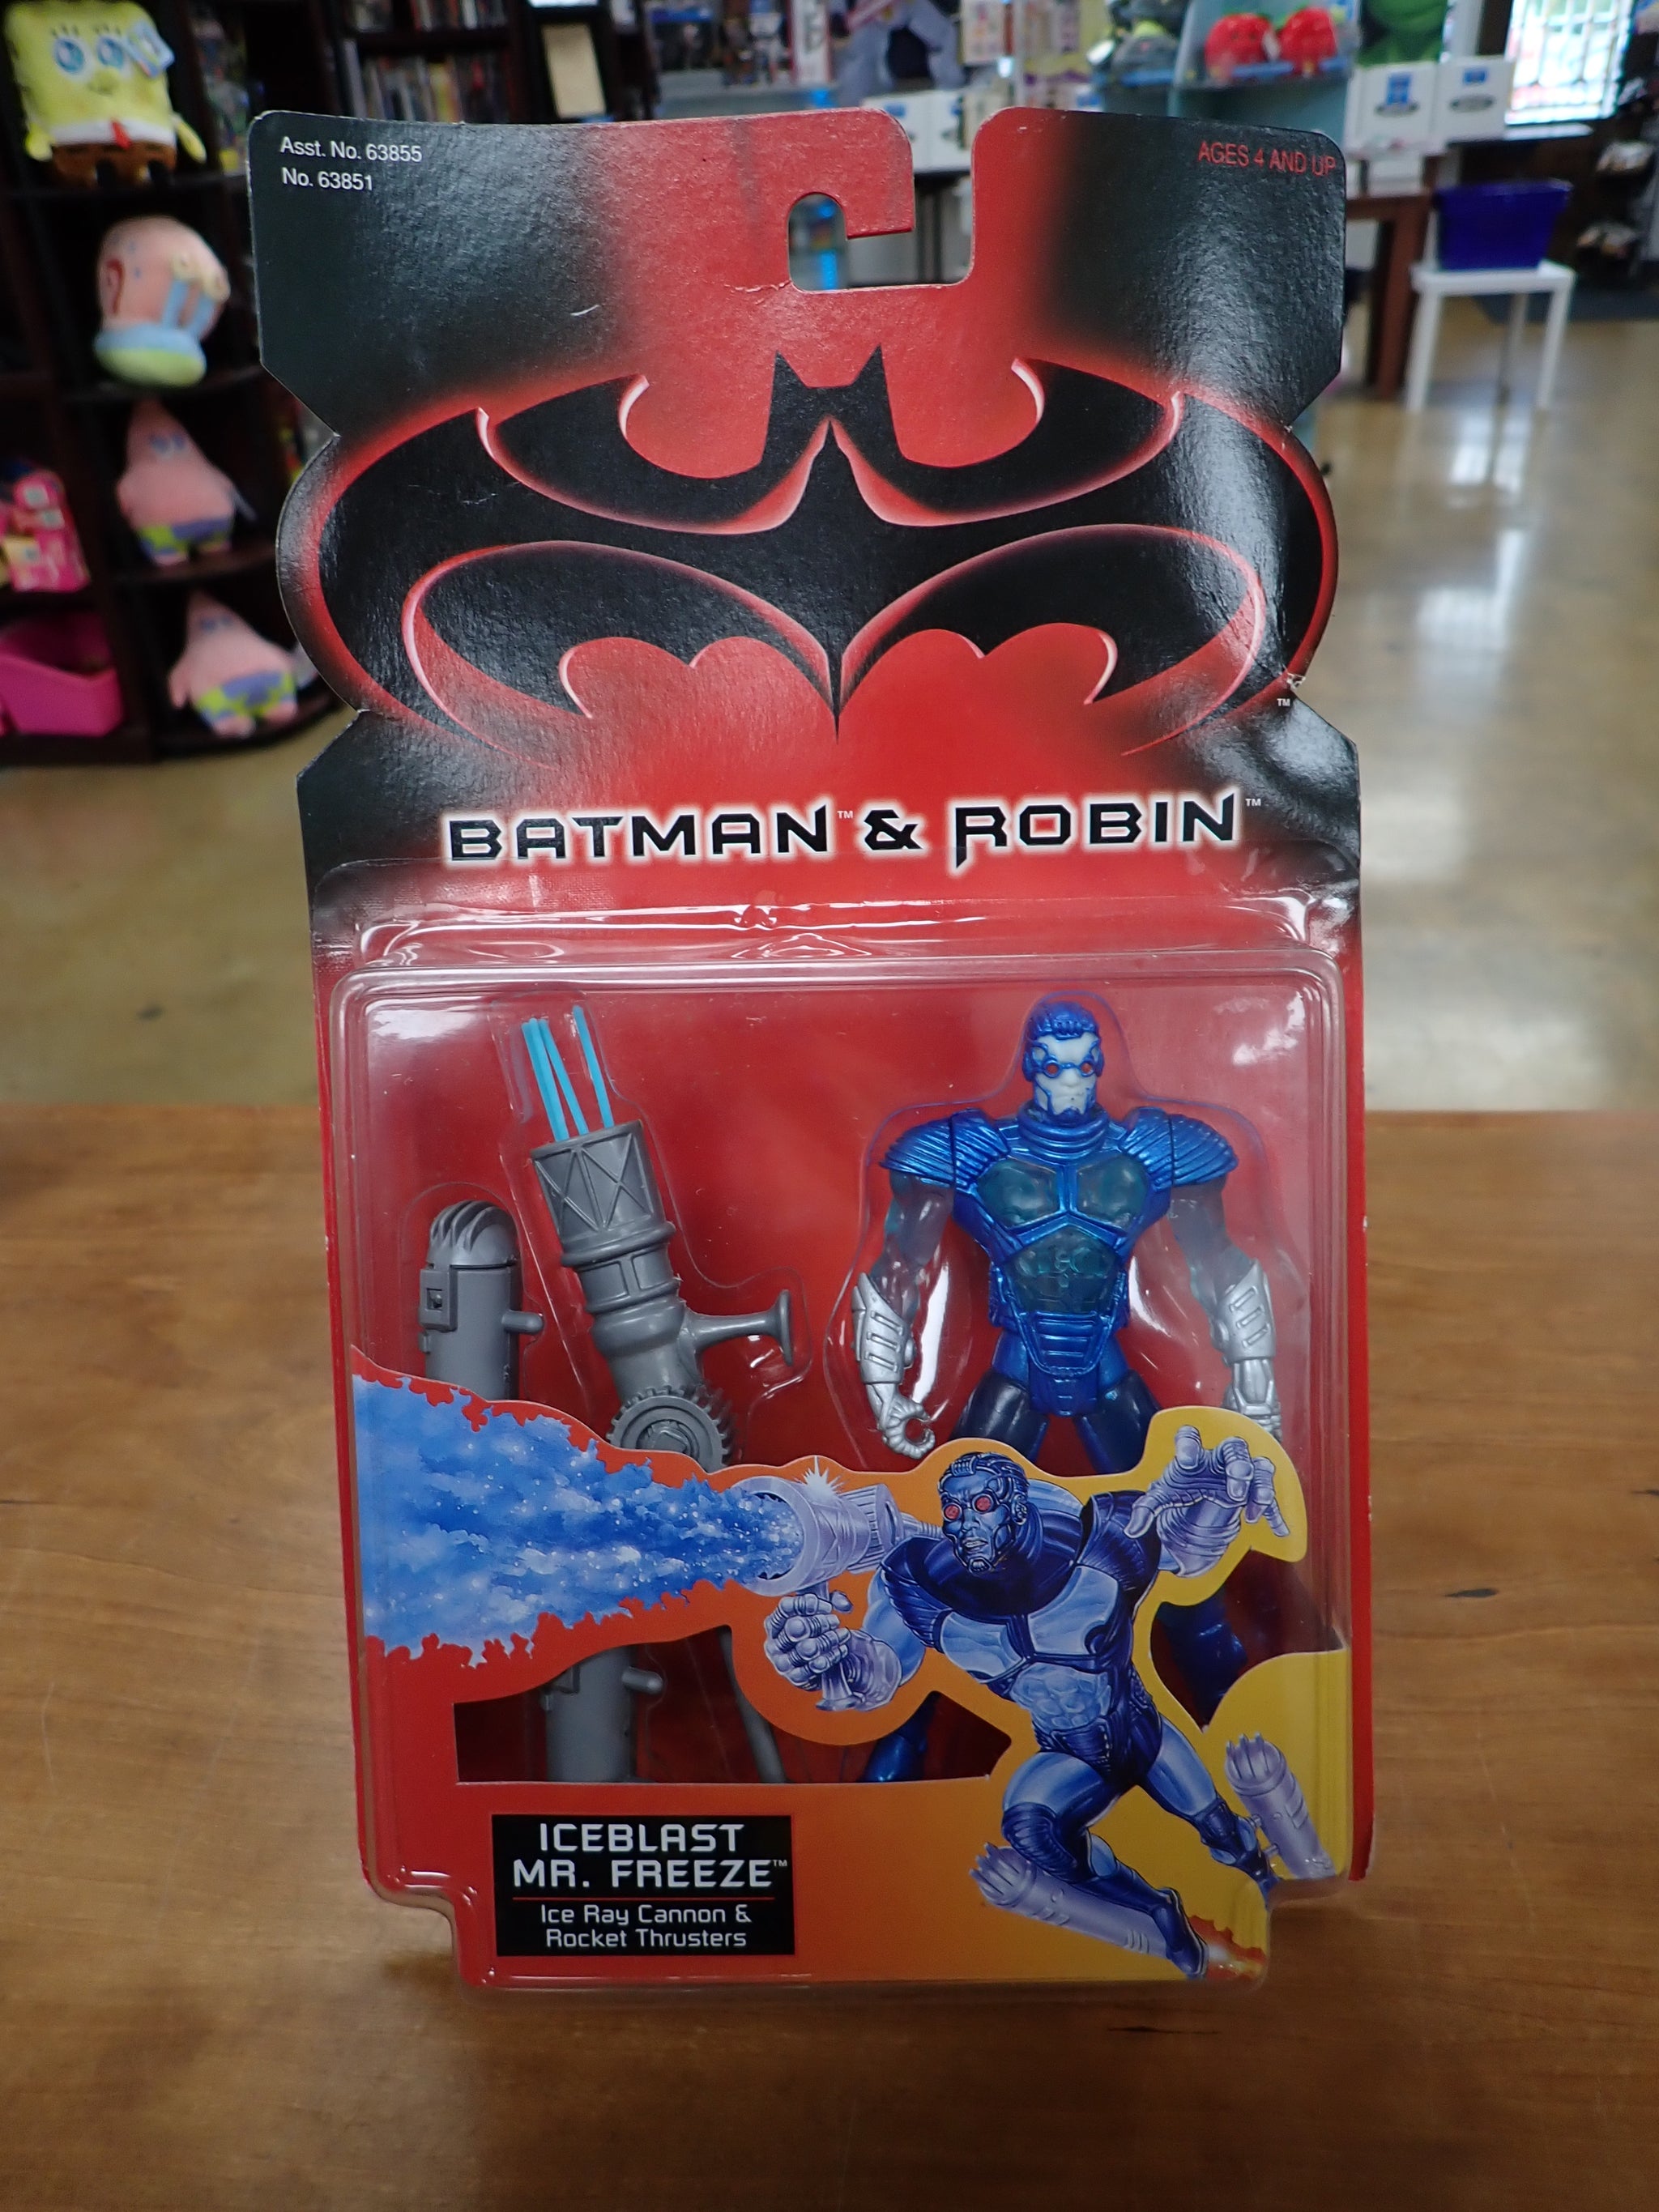 Asst. No. 63855
No. 63851
AGES 4 AND UP
TM
BATMAN™ & ROBIN™
ICEBLAST
MR. FREEZE™
Ice Ray Cannon &
Rocket Thrusters